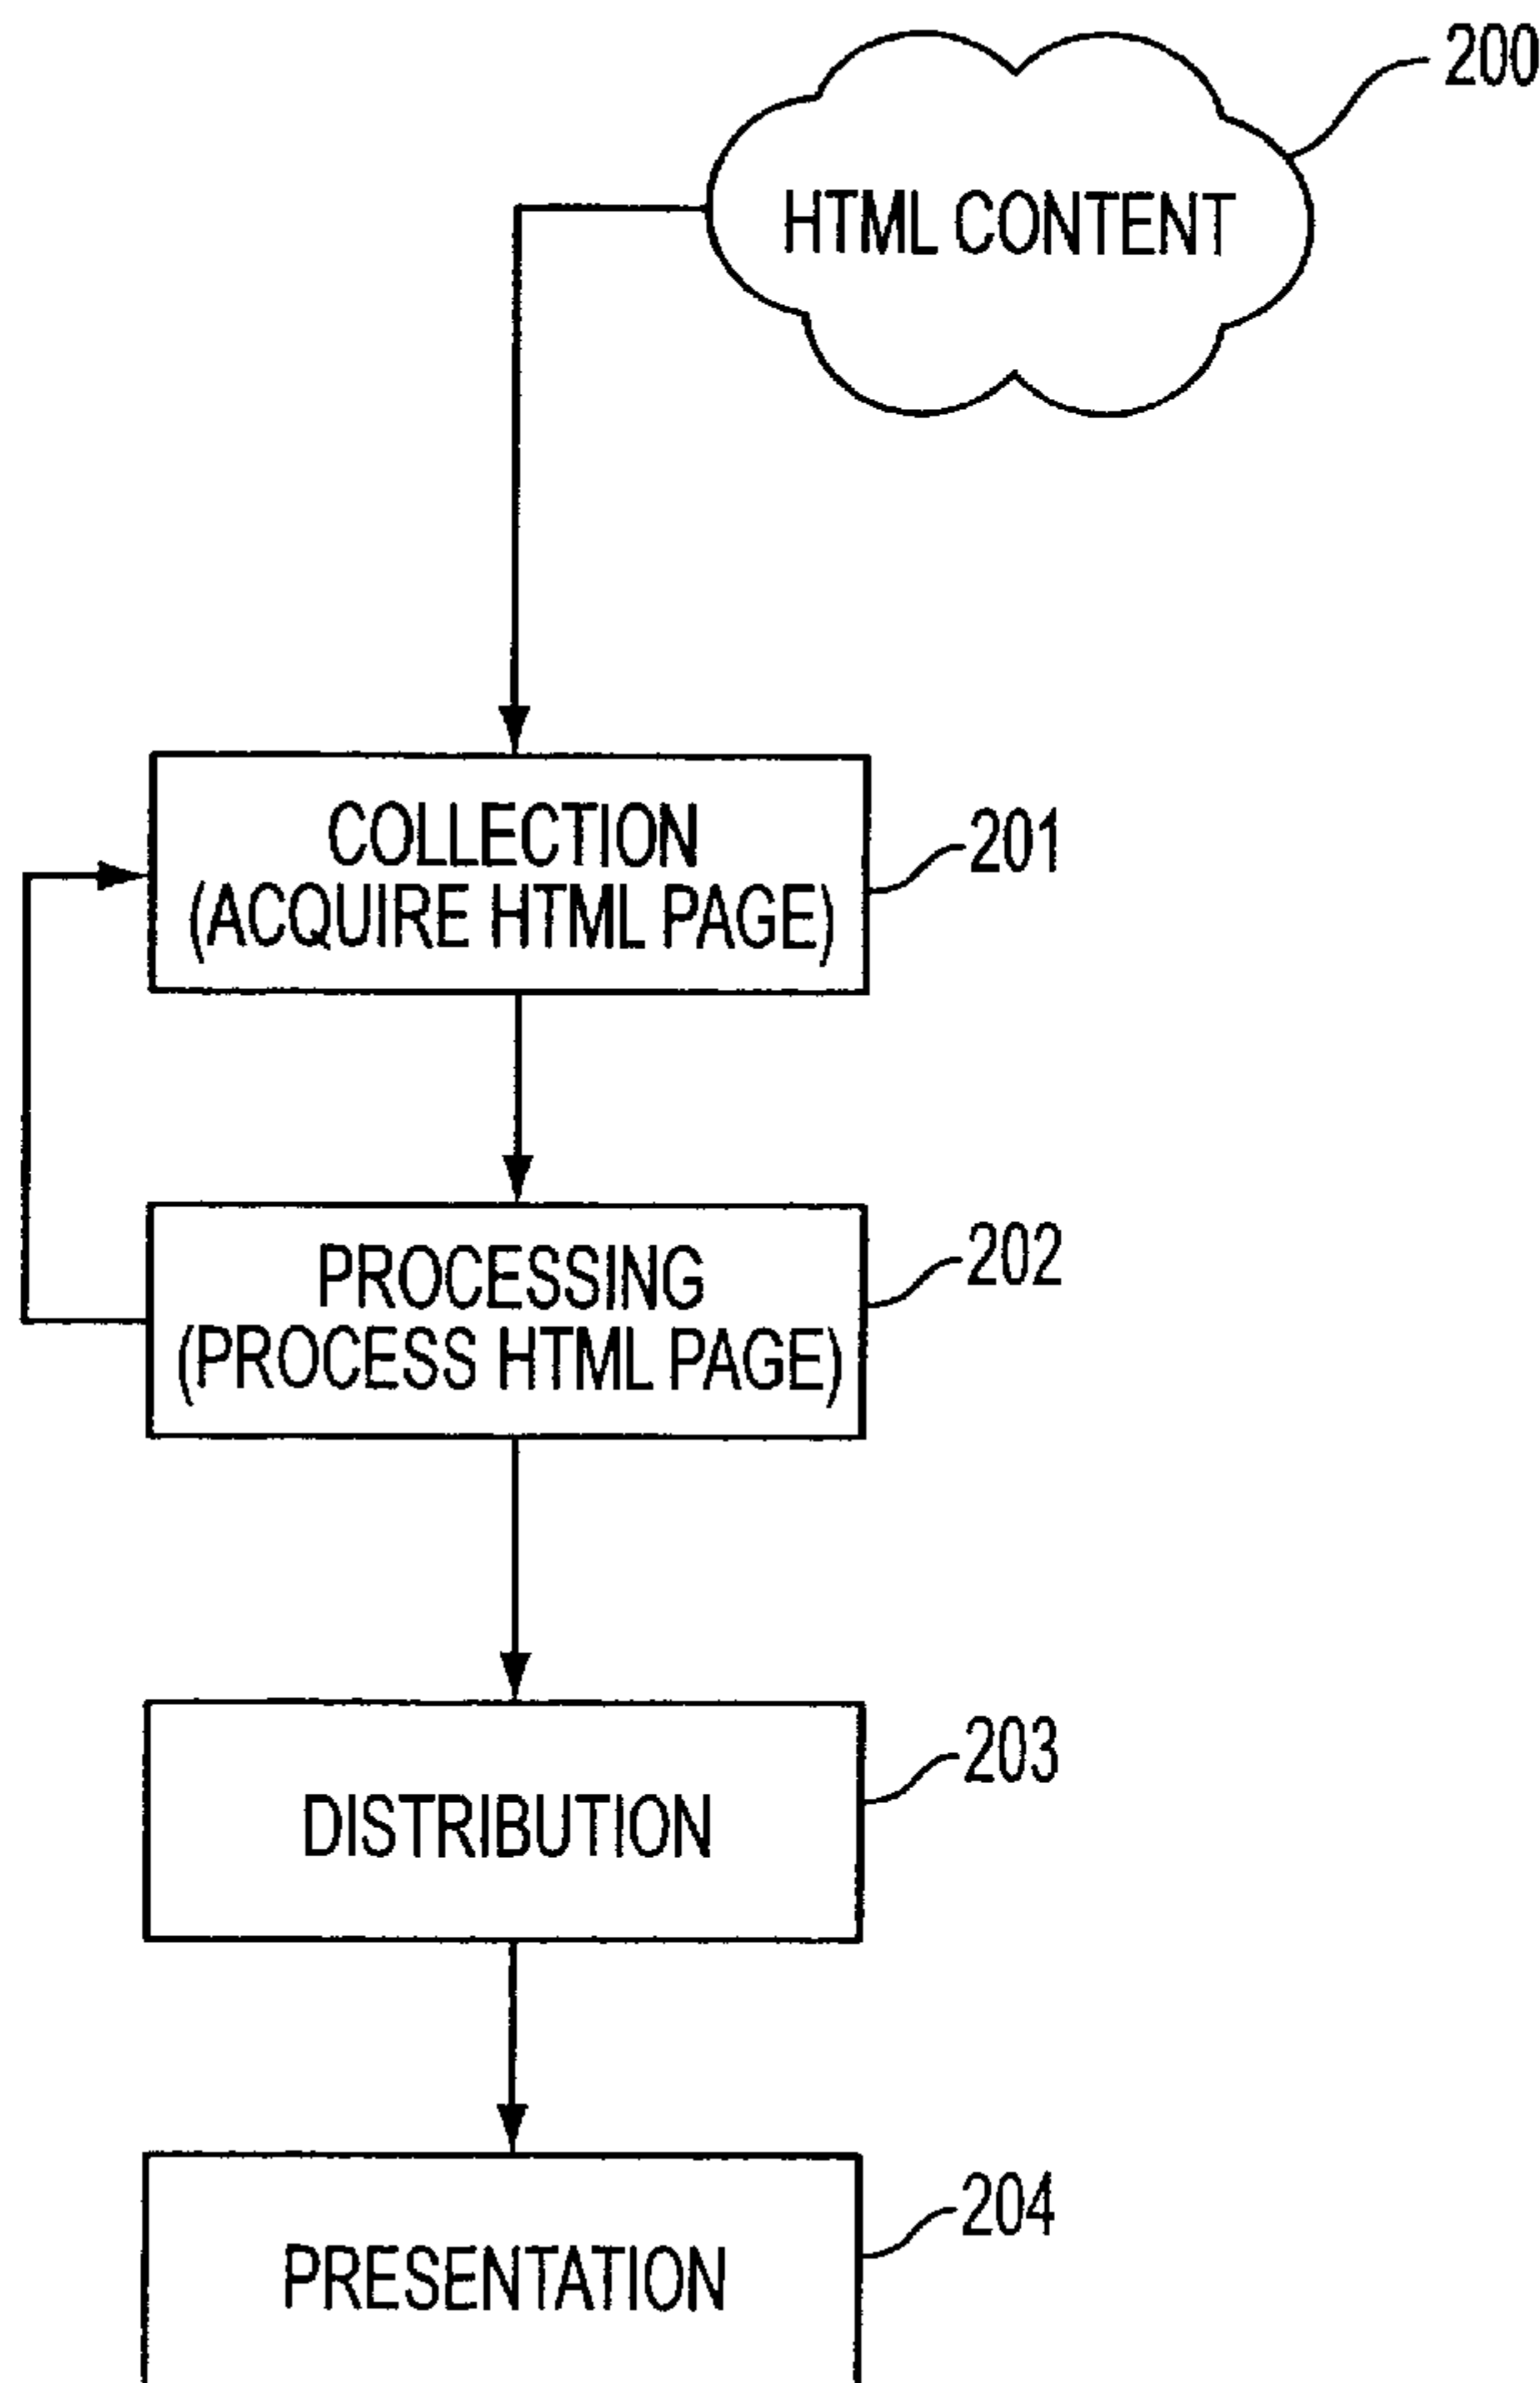 200
HTML CONTENT
COLLECTION
(ACQUIRE HTML PAGE)
201
PROCESSING
(PROCESS HTML PAGE)
202
DISTRIBUTION
203
PRESENTATION
204